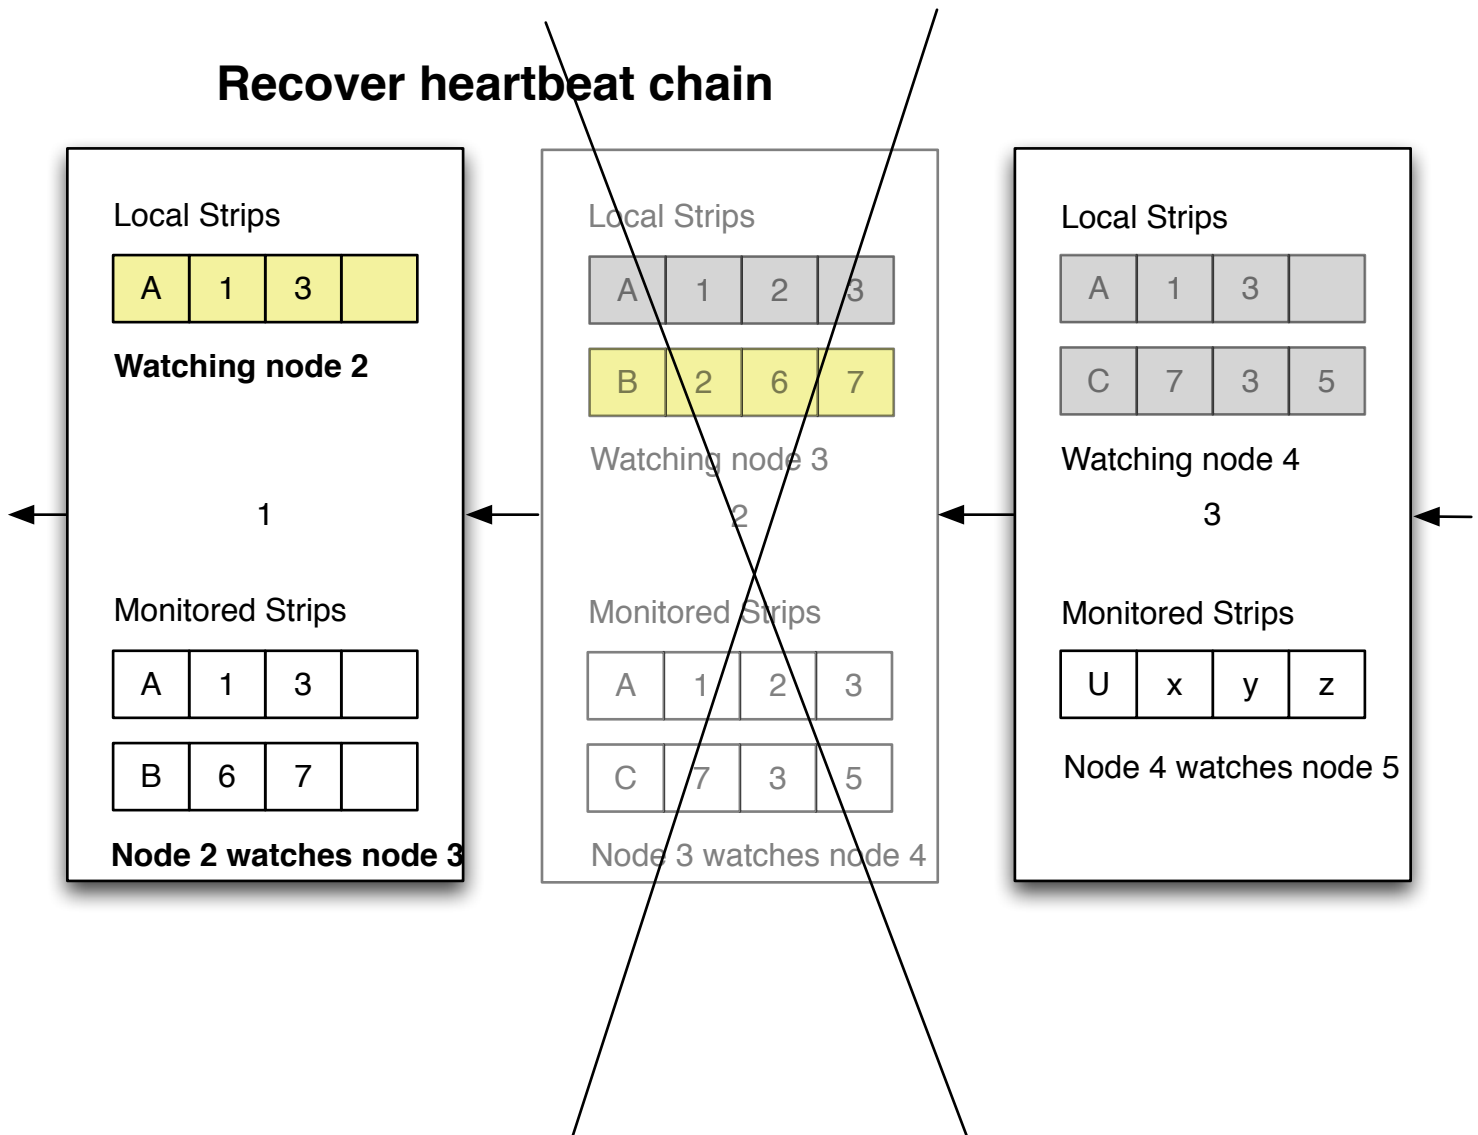 Recover heartbeat chain
Local Strips
A 1 3
Watching node 2
1
Monitored Strips
A 1 3
B 6 7
Node 2 watches node 3
Local Strips
A 1 2 3
B 2 6 7
Watching node 3
2
Monitored Strips
A 1 2 3
C 7 3 5
Node 3 watches node 4
Local Strips
A 1 3
C 7 3 5
Watching node 4
3
Monitored Strips
U x y z
Node 4 watches node 5